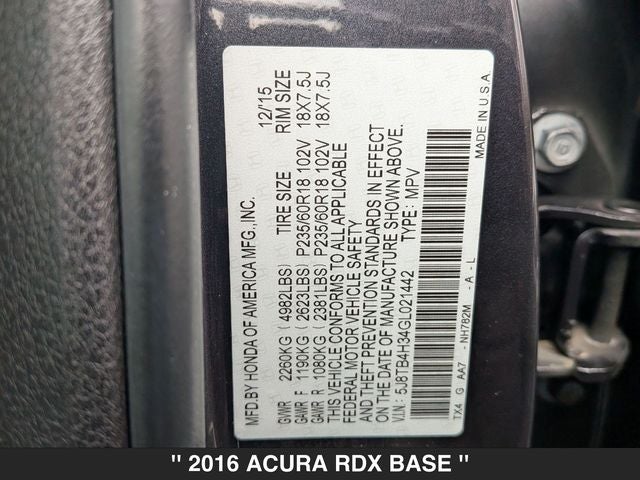 MFD.BY HONDA OF AMERICA MFG., INC. 12/15
TIRE SIZE RIM SIZE
GVWR 2260KG (4982LBS)
GAWR F 1190KG (2623LBS) P235/60R18 102V 18X7.5J
GAWR R 1080KG (2381LBS) P235/60R18 102V 18X7.5J
THIS VEHICLE CONFORMS TO ALL APPLICABLE
FEDERAL MOTOR VEHICLE SAFETY
AND THEFT PREVENTION STANDARDS IN EFFECT
ON THE DATE OF MANUFACTURE SHOWN ABOVE.
V.I.N.: 5J8TB4H34GL021442 TYPE: MPV
TX4 G AA7 - NH782M - A - L MADE IN U.S.A.
" 2016 ACURA RDX BASE "